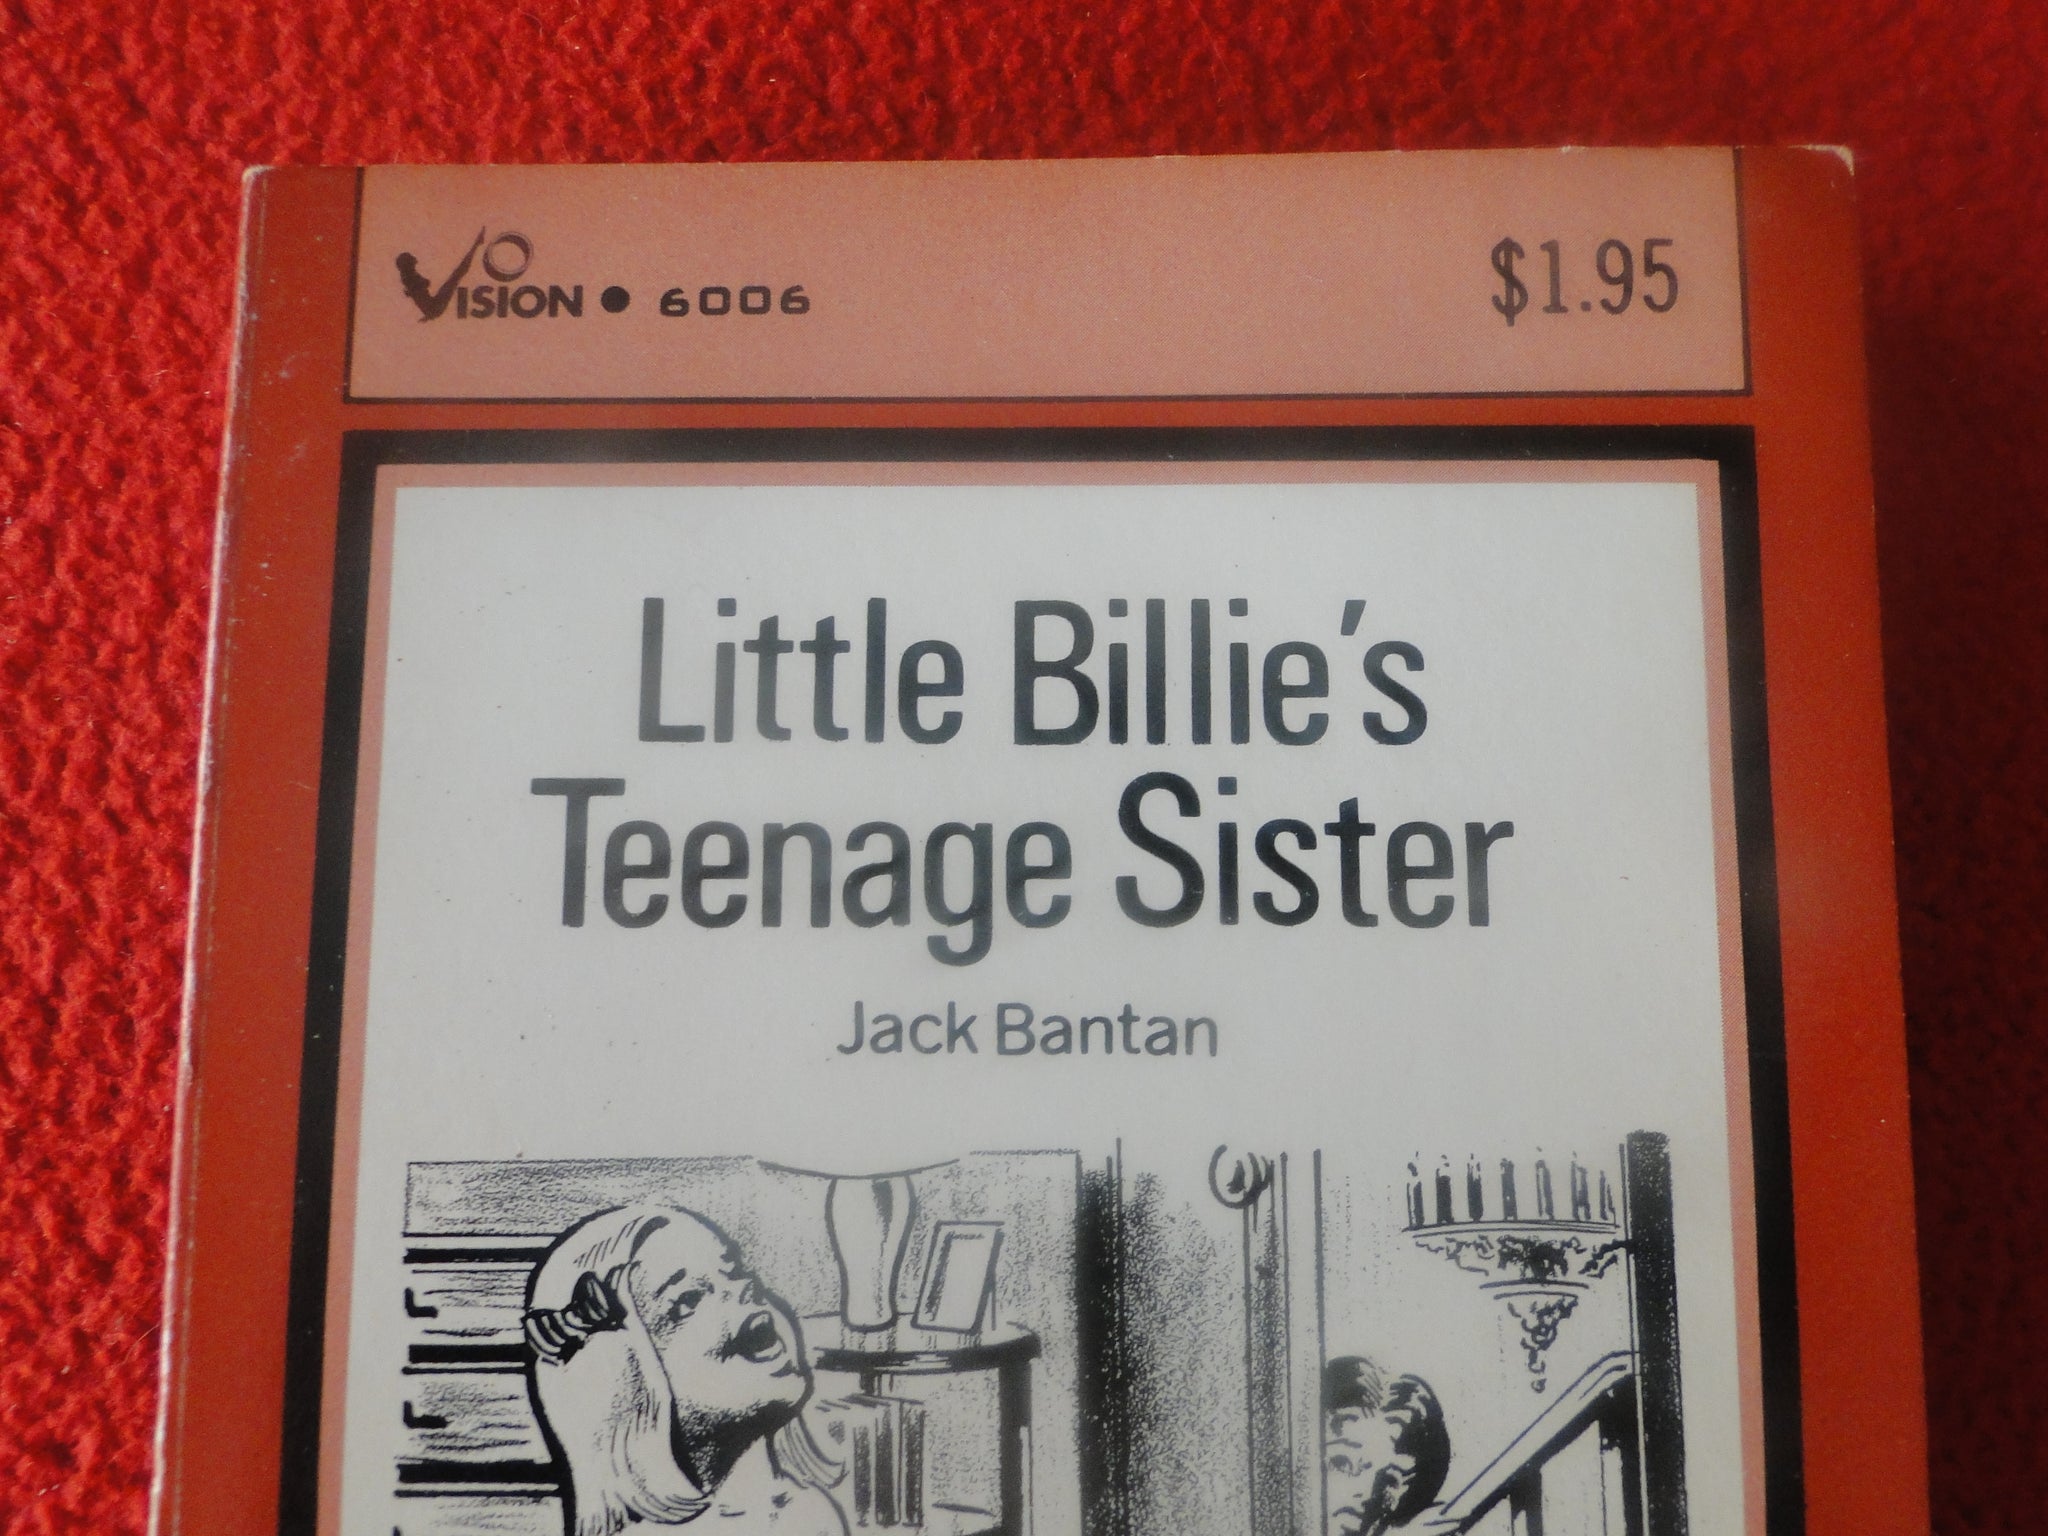 VISION • 6006 $1.95
Little Billie's
Teenage Sister
Jack Bantan